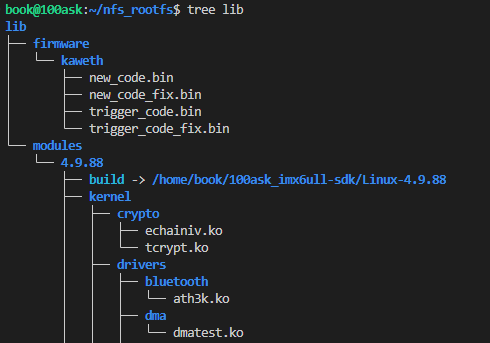 book@100ask:~/nfs_rootfs$ tree lib
lib
├── firmware
│   └── kaweth
│       ├── new_code.bin
│       ├── new_code_fix.bin
│       ├── trigger_code.bin
│       └── trigger_code_fix.bin
└── modules
    └── 4.9.88
        ├── build -> /home/book/100ask_imx6ull-sdk/Linux-4.9.88
        ├── kernel
        │   ├── crypto
        │   │   ├── echainiv.ko
        │   │   └── tcrypt.ko
        │   ├── drivers
        │   │   ├── bluetooth
        │   │   │   └── ath3k.ko
        │   │   ├── dma
        │   │   │   └── dmatest.ko